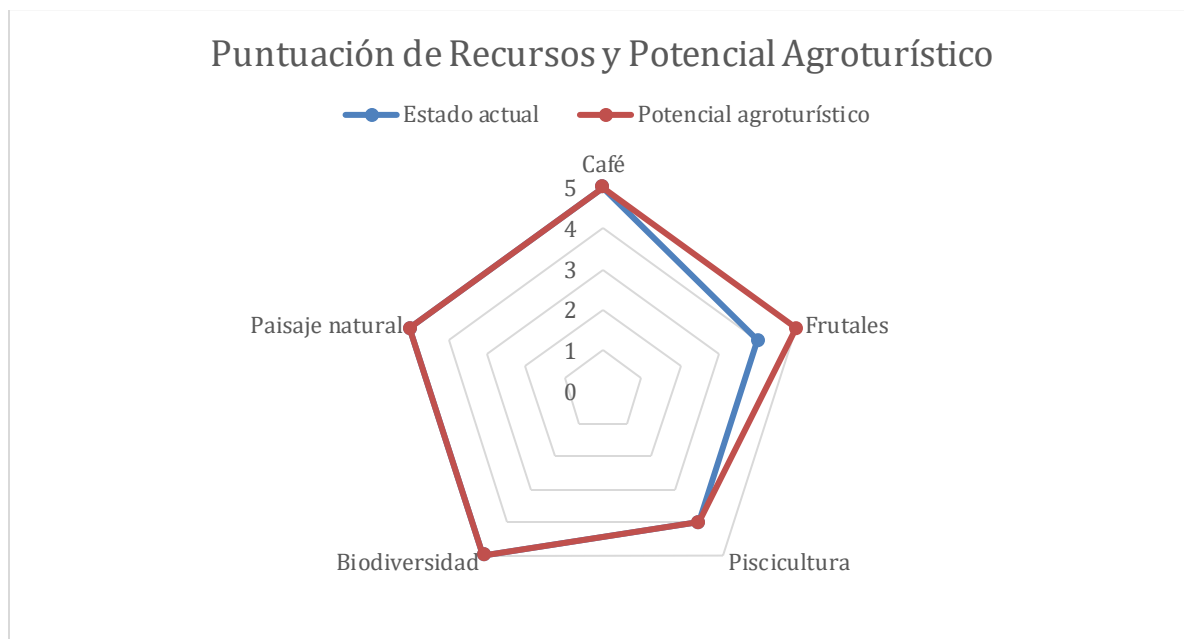 Puntuación de Recursos y Potencial Agroturístico
Estado actual
Potencial agroturístico
Café
5
4
3
2
1
0
Frutales
Paisaje natural
Piscicultura
Biodiversidad